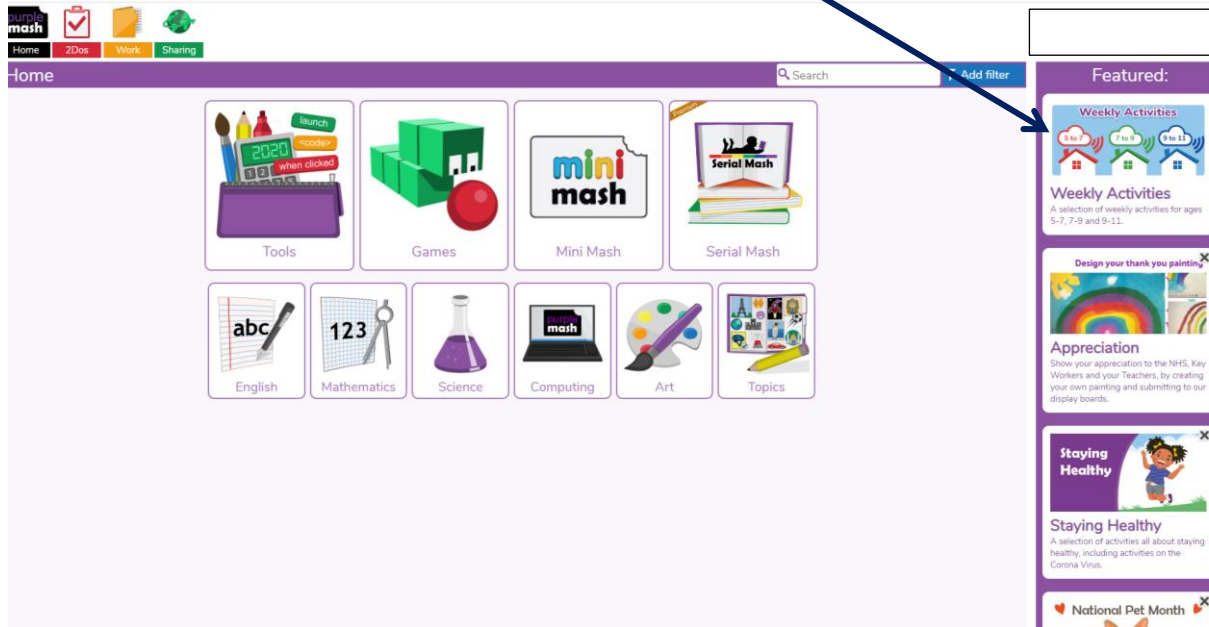 purple
mash
Home
2Dos
Work
Sharing
Home
Search
Add filter
launch
<code>
when clicked
2020
1 2
Tools
Games
mini
mash
Mini Mash
Premium
Serial Mash
Serial Mash
abc
English
123
Mathematics
Science
purple
mash
Computing
Art
Topics
Featured:
Weekly Activities
5 to 7
7 to 9
9 to 11
Weekly Activities
A selection of weekly activities for ages
5-7, 7-9 and 9-11.
Design your thank you painting
Appreciation
Show your appreciation to the NHS, Key
Workers and your Teachers, by creating
your own painting and submitting to our
display boards.
Staying
Healthy
Staying Healthy
A selection of activities all about staying
healthy, including activities on the
Corona Virus.
National Pet Month